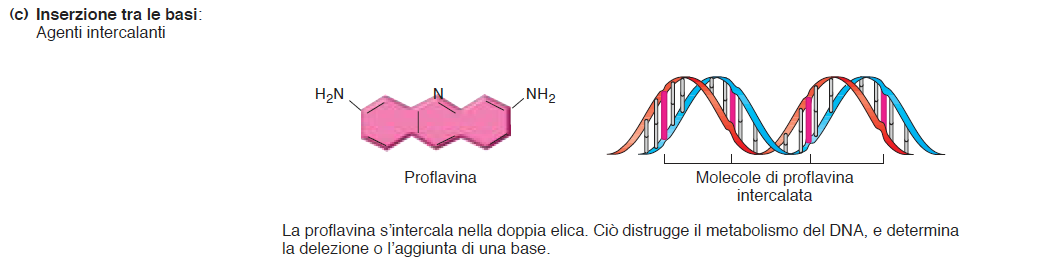 (c) Inserzione tra le basi:
Agenti intercalanti
H₂N
N
NH₂
Proflavina
Molecole di proflavina
intercalata
La proflavina s’intercala nella doppia elica. Ciò distrugge il metabolismo del DNA, e determina
la delezione o l’aggiunta di una base.